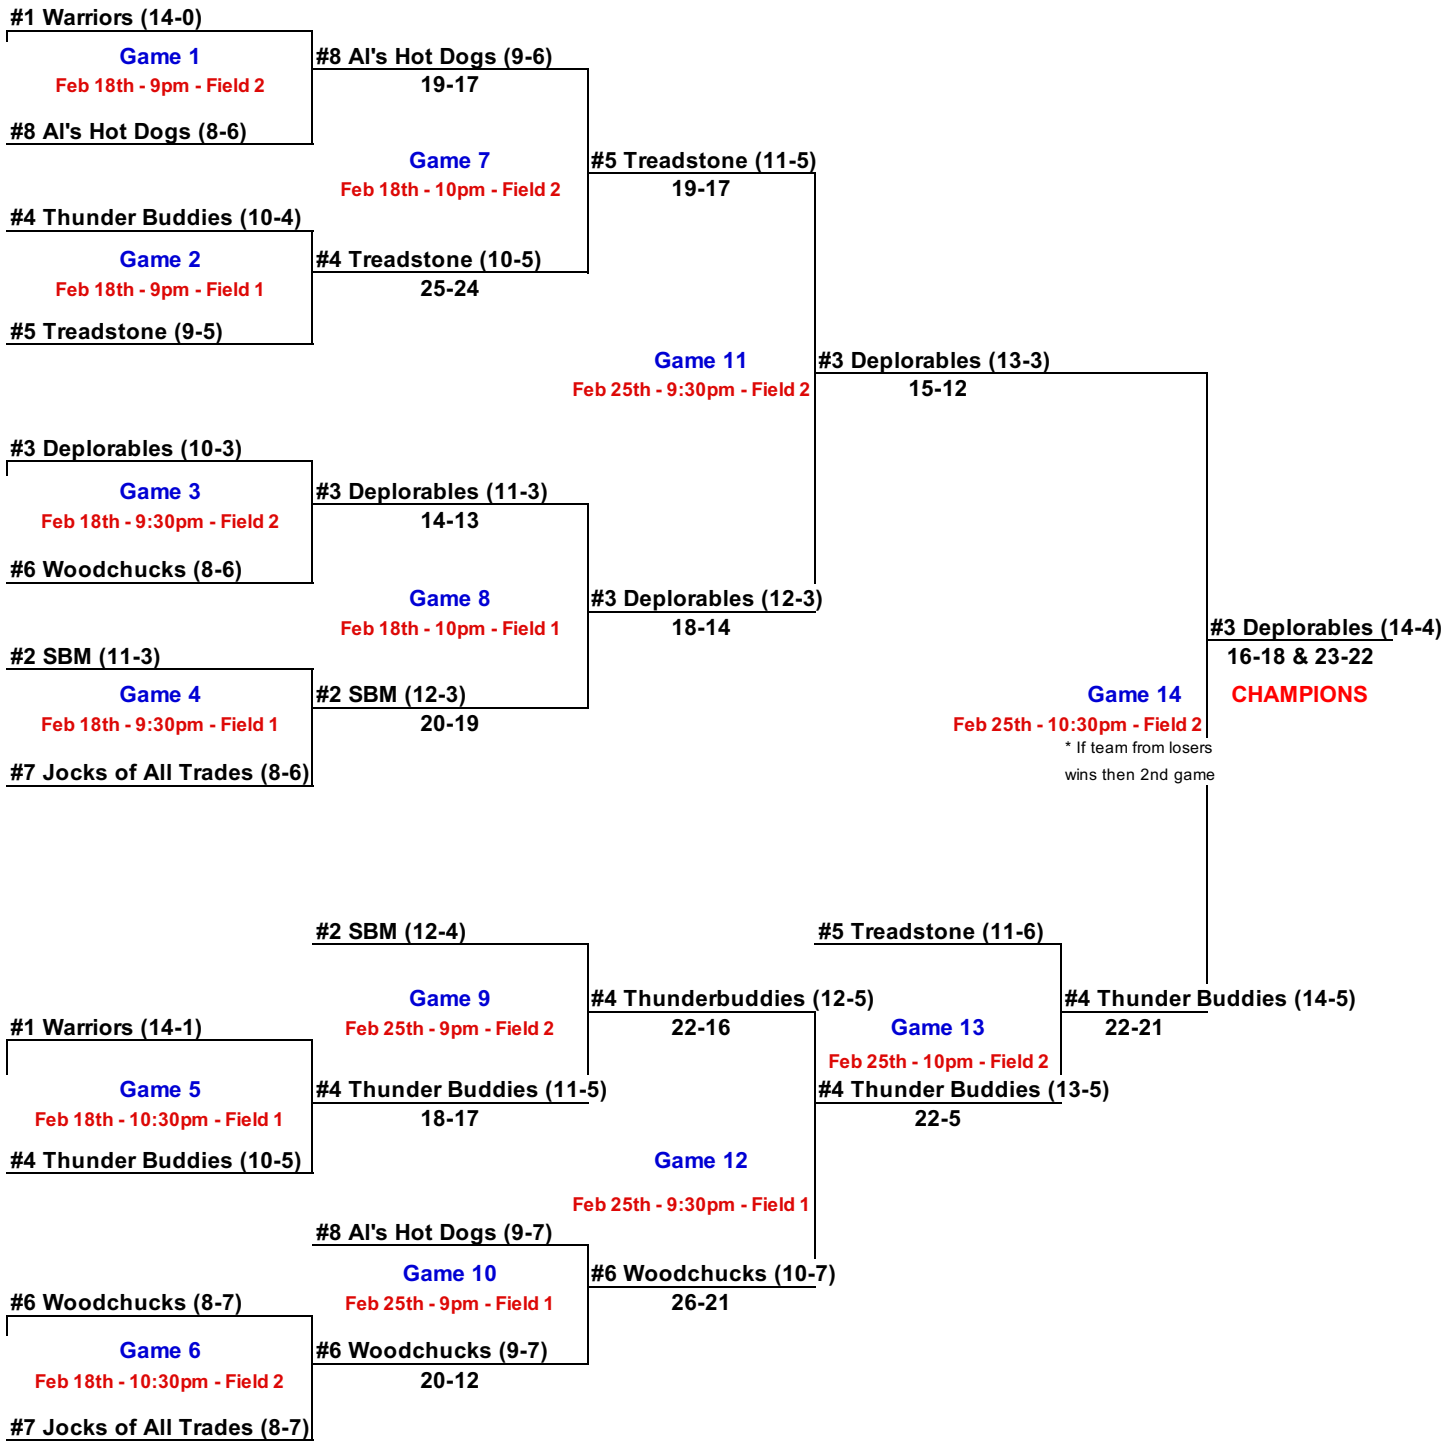 #1 Warriors (14-0)
Game 1
Feb 18th - 9pm - Field 2
#8 Al's Hot Dogs (8-6)
#8 Al's Hot Dogs (9-6)
19-17
Game 7
Feb 18th - 10pm - Field 2
#4 Thunder Buddies (10-4)
Game 2
Feb 18th - 9pm - Field 1
#5 Treadstone (9-5)
#4 Treadstone (10-5)
25-24
#5 Treadstone (11-5)
19-17
Game 11
Feb 25th - 9:30pm - Field 2
#3 Deplorables (13-3)
15-12
#3 Deplorables (10-3)
Game 3
Feb 18th - 9:30pm - Field 2
#6 Woodchucks (8-6)
#3 Deplorables (11-3)
14-13
Game 8
Feb 18th - 10pm - Field 1
#3 Deplorables (12-3)
18-14
#2 SBM (11-3)
Game 4
Feb 18th - 9:30pm - Field 1
#7 Jocks of All Trades (8-6)
#2 SBM (12-3)
20-19
#3 Deplorables (14-4)
16-18 & 23-22
CHAMPIONS
Game 14
Feb 25th - 10:30pm - Field 2
* If team from losers
wins then 2nd game
#2 SBM (12-4)
Game 9
Feb 25th - 9pm - Field 2
#4 Thunderbuddies (12-5)
22-16
#5 Treadstone (11-6)
Game 13
Feb 25th - 10pm - Field 2
#4 Thunder Buddies (14-5)
22-21
#1 Warriors (14-1)
Game 5
Feb 18th - 10:30pm - Field 1
#4 Thunder Buddies (10-5)
#4 Thunder Buddies (11-5)
18-17
#4 Thunder Buddies (13-5)
22-5
Game 12
Feb 25th - 9:30pm - Field 1
#8 Al's Hot Dogs (9-7)
Game 10
Feb 25th - 9pm - Field 1
#6 Woodchucks (10-7)
26-21
#6 Woodchucks (8-7)
Game 6
Feb 18th - 10:30pm - Field 2
#7 Jocks of All Trades (8-7)
#6 Woodchucks (9-7)
20-12